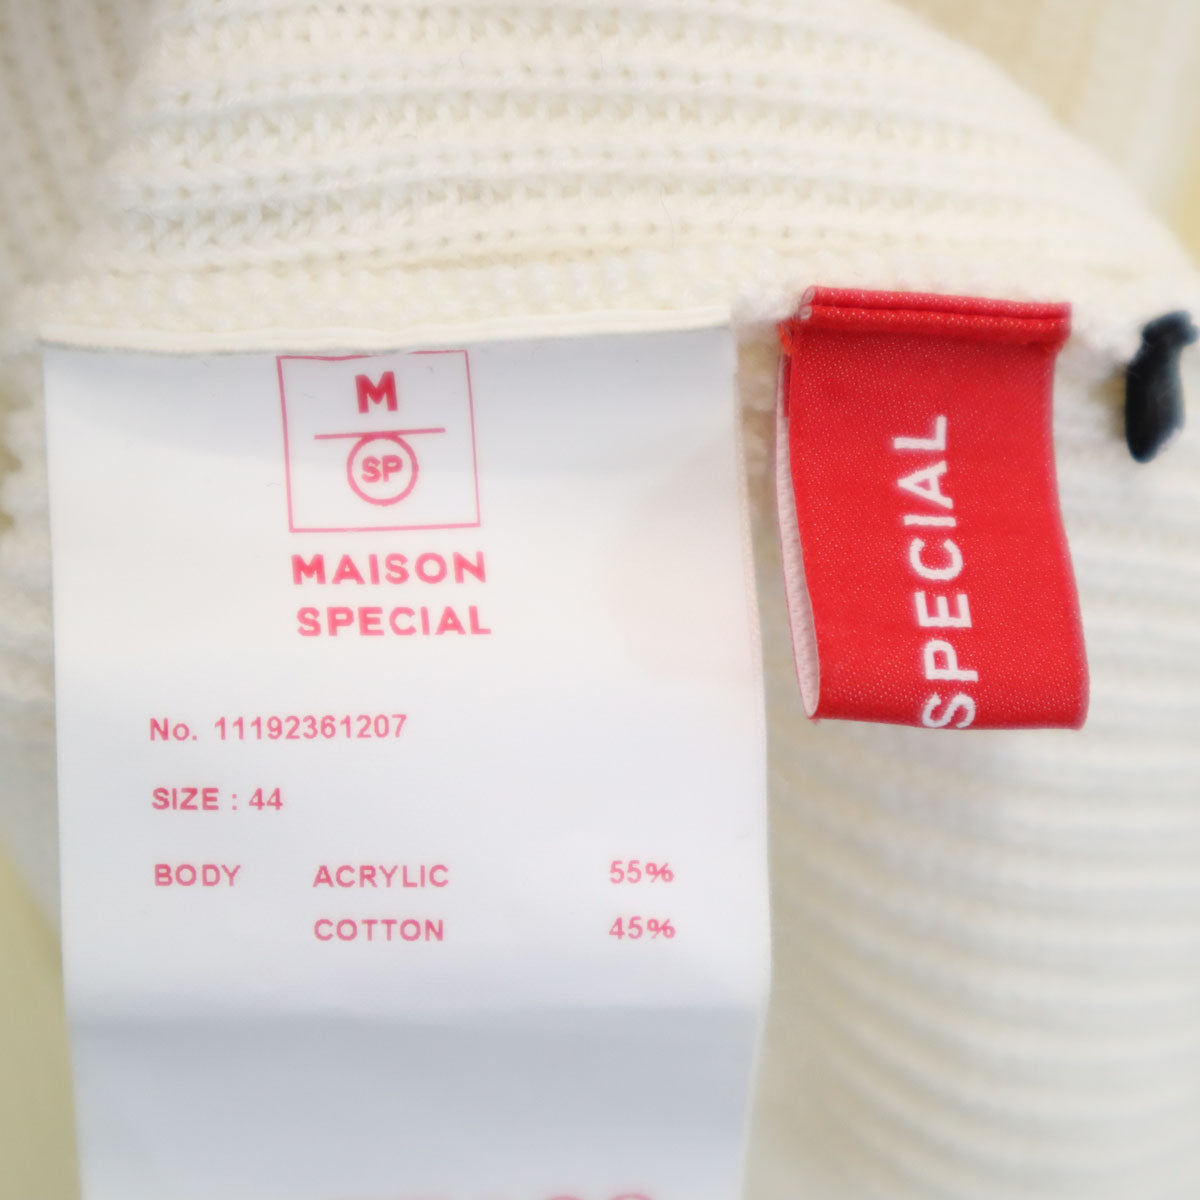 M
SP
MAISON
SPECIAL
No. 11192361207
SIZE : 44
BODY ACRYLIC 55%
COTTON 45%
SPECIAL